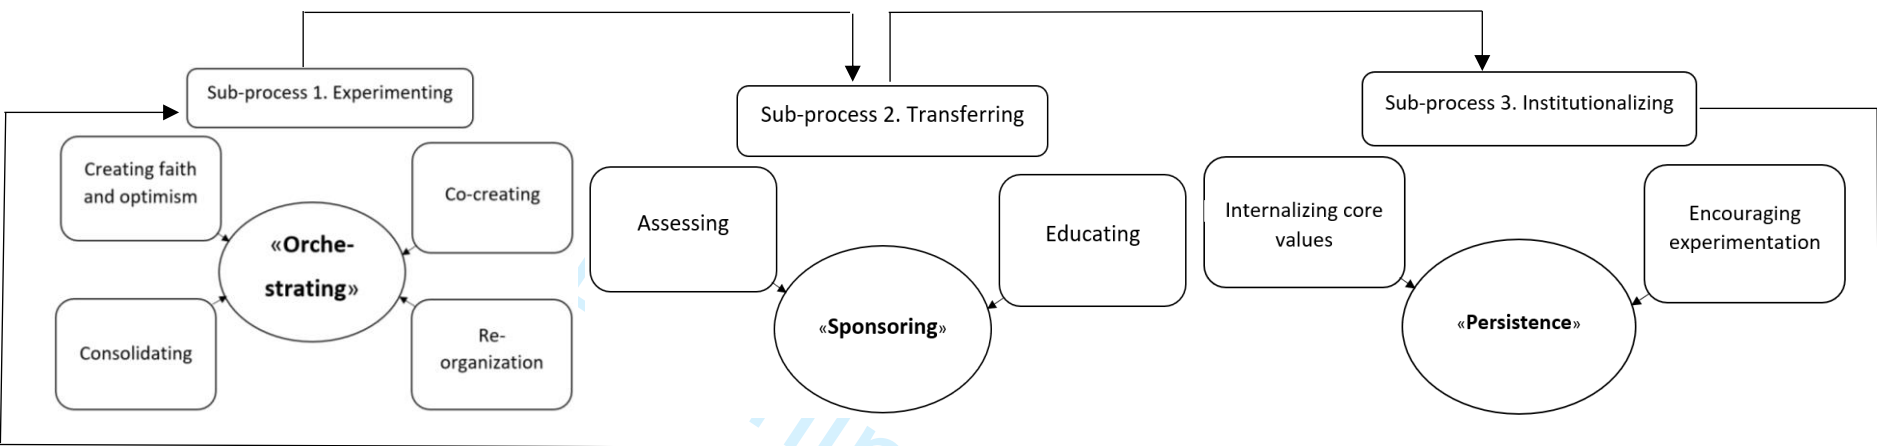 Sub-process 1. Experimenting
Creating faith
and optimism
Co-creating
«Orche-
strating»
Consolidating
Re-
organization
Sub-process 2. Transferring
Assessing
Educating
«Sponsoring»
Sub-process 3. Institutionalizing
Internalizing core
values
Encouraging
experimentation
«Persistence»